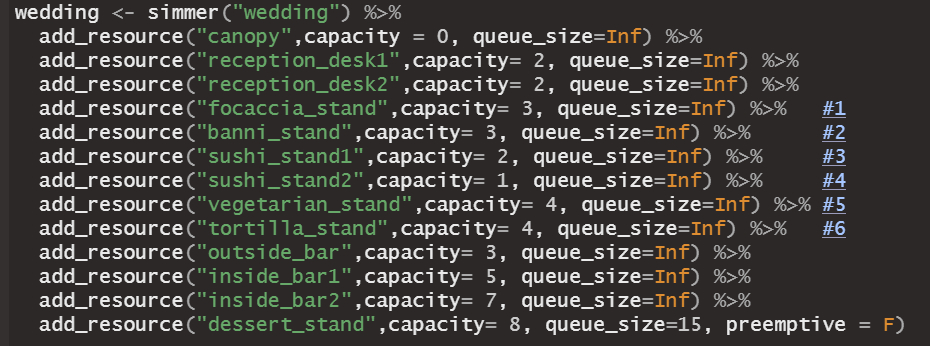 wedding <- simmer("wedding") %>%
add_resource("canopy",capacity = 0, queue_size=Inf) %>%
add_resource("reception_desk1",capacity= 2, queue_size=Inf) %>%
add_resource("reception_desk2",capacity= 2, queue_size=Inf) %>%
add_resource("focaccia_stand",capacity= 3, queue_size=Inf) %>% #1
add_resource("banni_stand",capacity= 3, queue_size=Inf) %>% #2
add_resource("sushi_stand1",capacity= 2, queue_size=Inf) %>% #3
add_resource("sushi_stand2",capacity= 1, queue_size=Inf) %>% #4
add_resource("vegetarian_stand",capacity= 4, queue_size=Inf) %>% #5
add_resource("tortilla_stand",capacity= 4, queue_size=Inf) %>% #6
add_resource("outside_bar",capacity= 3, queue_size=Inf) %>%
add_resource("inside_bar1",capacity= 5, queue_size=Inf) %>%
add_resource("inside_bar2",capacity= 7, queue_size=Inf) %>%
add_resource("dessert_stand",capacity= 8, queue_size=15, preemptive = F)